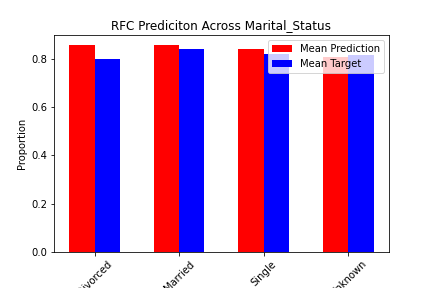 RFC Prediciton Across Marital_Status
Mean Prediction
Mean Target
Proportion
0.8
0.6
0.4
0.2
0.0
ivorced
Married
Single
nknown